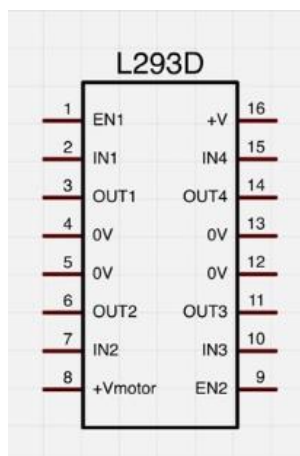 L293D
1 EN1 +V 16
2 IN1 IN4 15
3 OUT1 OUT4 14
4 0V 0V 13
5 0V 0V 12
6 OUT2 OUT3 11
7 IN2 IN3 10
8 +Vmotor EN2 9